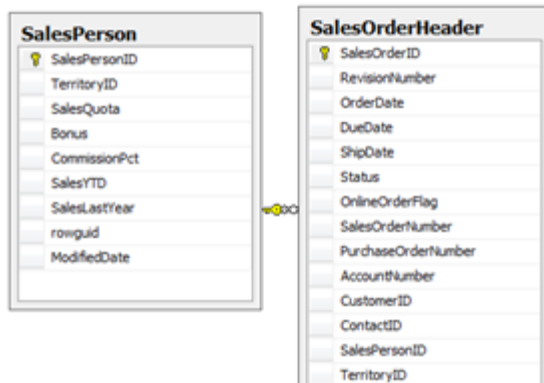 SalesPerson
SalesPersonID
TerritoryID
SalesQuota
Bonus
CommissionPct
SalesYTD
SalesLastYear
rowguid
ModifiedDate
SalesOrderHeader
SalesOrderID
RevisionNumber
OrderDate
DueDate
ShipDate
Status
OnlineOrderFlag
SalesOrderNumber
PurchaseOrderNumber
AccountNumber
CustomerID
ContactID
SalesPersonID
TerritoryID